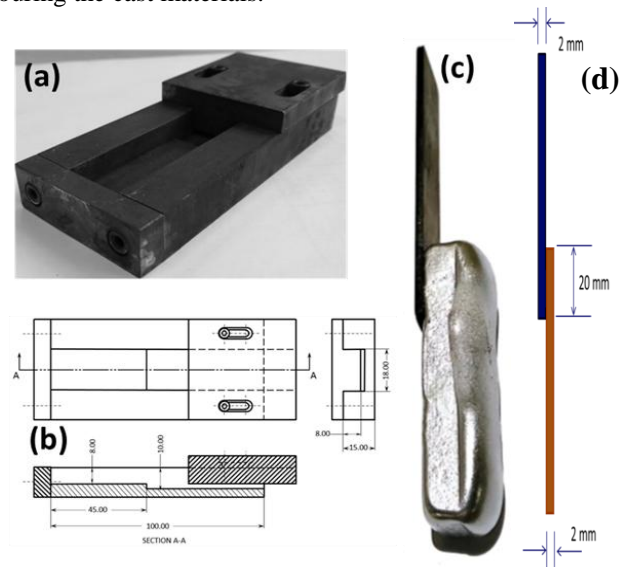 ouring the cast materials.
(a)
(b)
A
A
18.00
8.00
15.00
8.00
10.00
45.00
100.00
SECTION A-A
(c)
2 mm
(d)
20 mm
2 mm